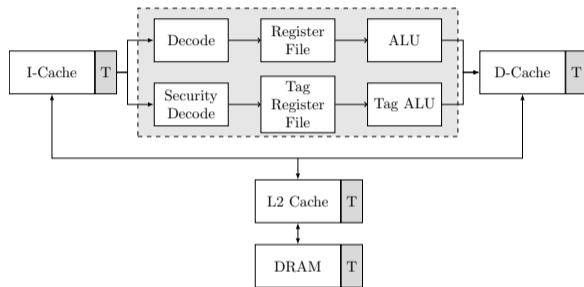 Decode
Register
File
ALU
I-Cache
T
D-Cache
T
Security
Decode
Tag
Register
File
Tag ALU
L2 Cache
T
DRAM
T